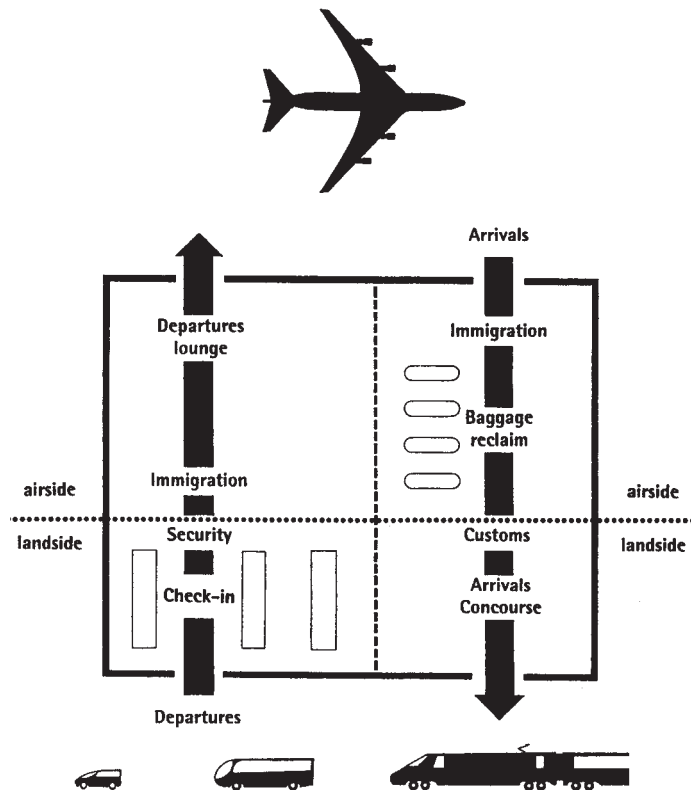 Arrivals
Departures
lounge
Immigration
Baggage
reclaim
Immigration
airside
airside
landside
Security
Customs
landside
Check-in
Arrivals
Concourse
Departures